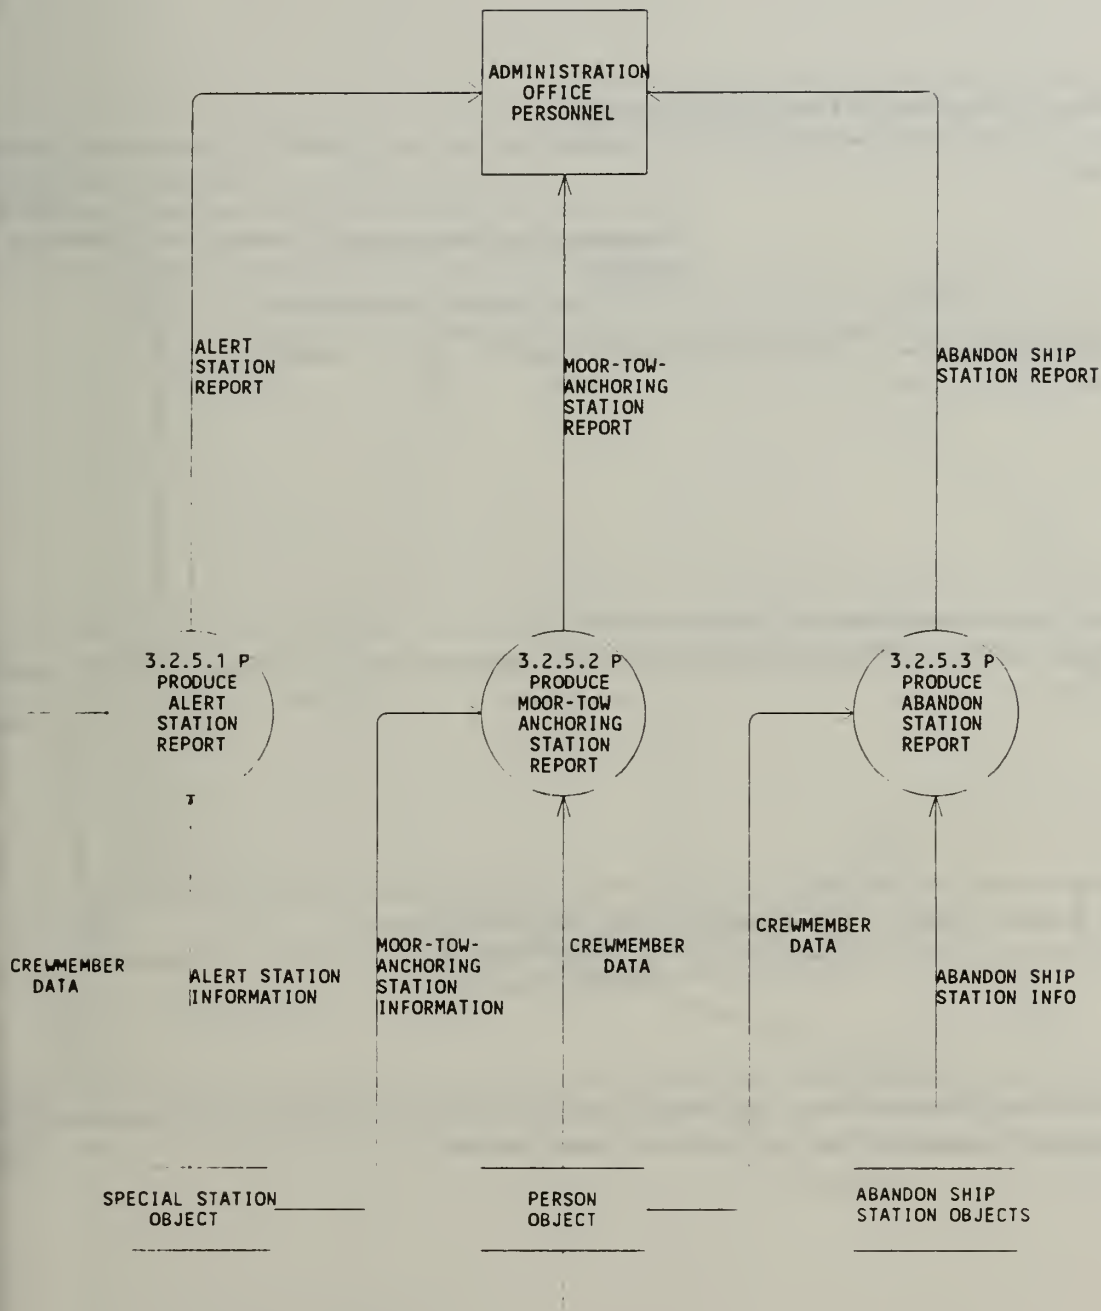 ADMINISTRATION
OFFICE
PERSONNEL
ALERT
STATION
REPORT
MOOR-TOW-
ANCHORING
STATION
REPORT
ABANDON SHIP
STATION REPORT
3.2.5.1 P
PRODUCE
ALERT
STATION
REPORT
3.2.5.2 P
PRODUCE
MOOR-TOW
ANCHORING
STATION
REPORT
3.2.5.3 P
PRODUCE
ABANDON
STATION
REPORT
CREWMEMBER
DATA
ALERT STATION
INFORMATION
MOOR-TOW-
ANCHORING
STATION
INFORMATION
CREWMEMBER
DATA
CREWMEMBER
DATA
ABANDON SHIP
STATION INFO
SPECIAL STATION
OBJECT
PERSON
OBJECT
ABANDON SHIP
STATION OBJECTS